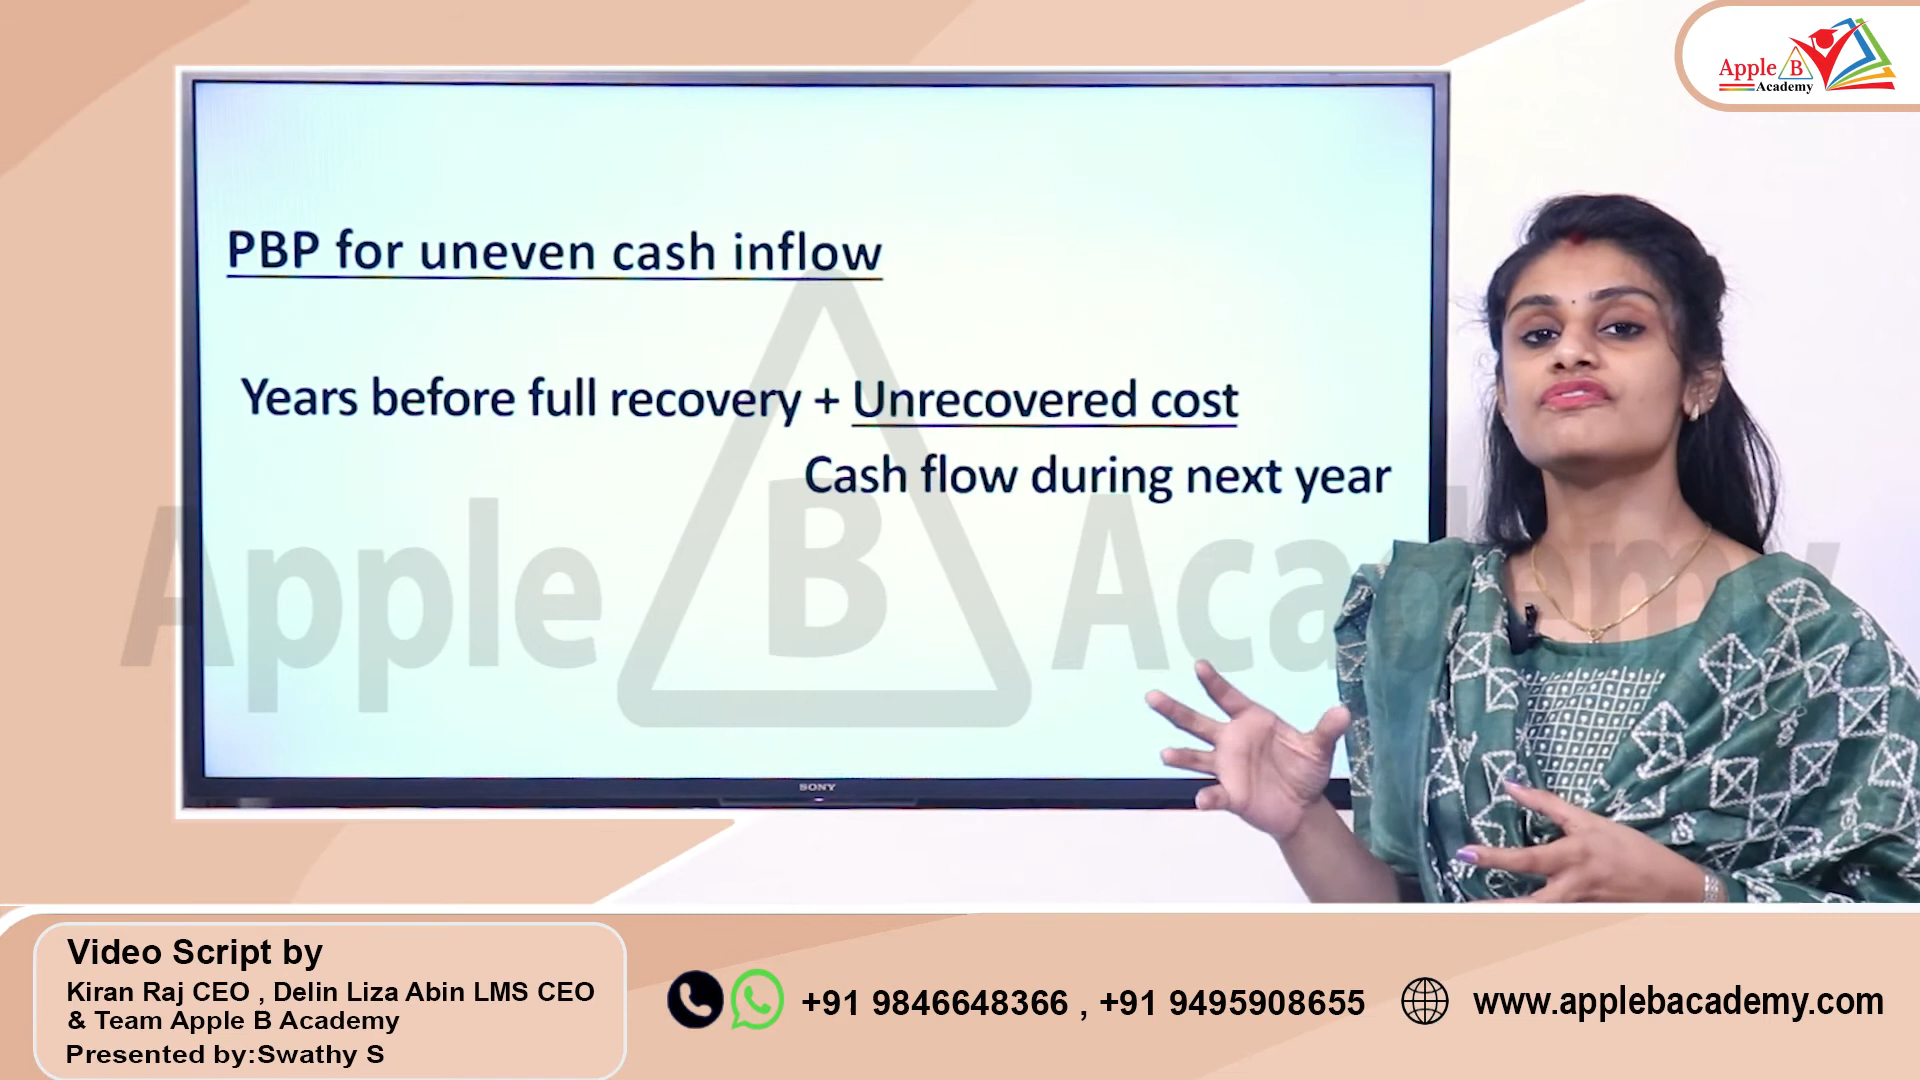 Apple B
Academy
PBP for uneven cash inflow
Years before full recovery + Unrecovered cost
Cash flow during next year
Apple B Academy
SONY
Video Script by
Kiran Raj CEO , Delin Liza Abin LMS CEO
& Team Apple B Academy
Presented by:Swathy S
+91 9846648366 , +91 9495908655
www.applebacademy.com